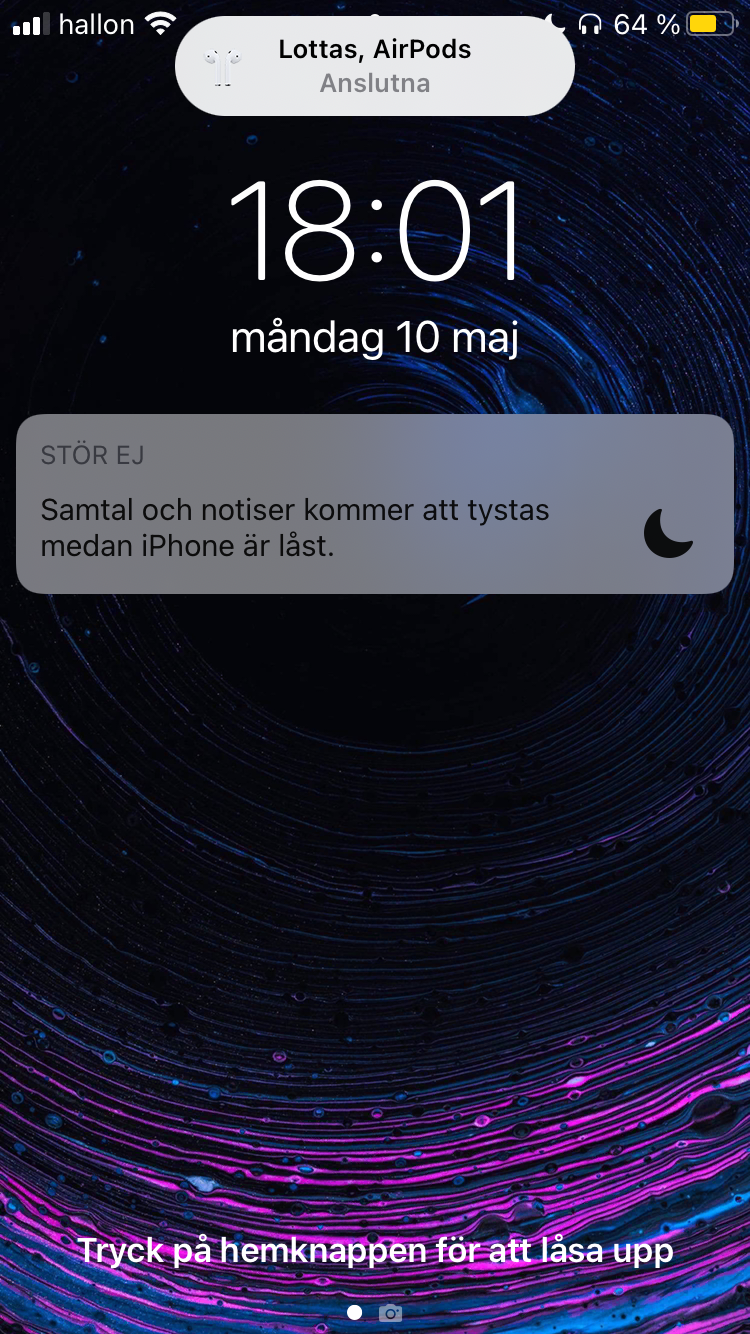 hallon 64 %
Lottas, AirPods
Anslutna
18:01
måndag 10 maj
STÖR EJ
Samtal och notiser kommer att tystas
medan iPhone är låst.
Tryck på hemknappen för att låsa upp